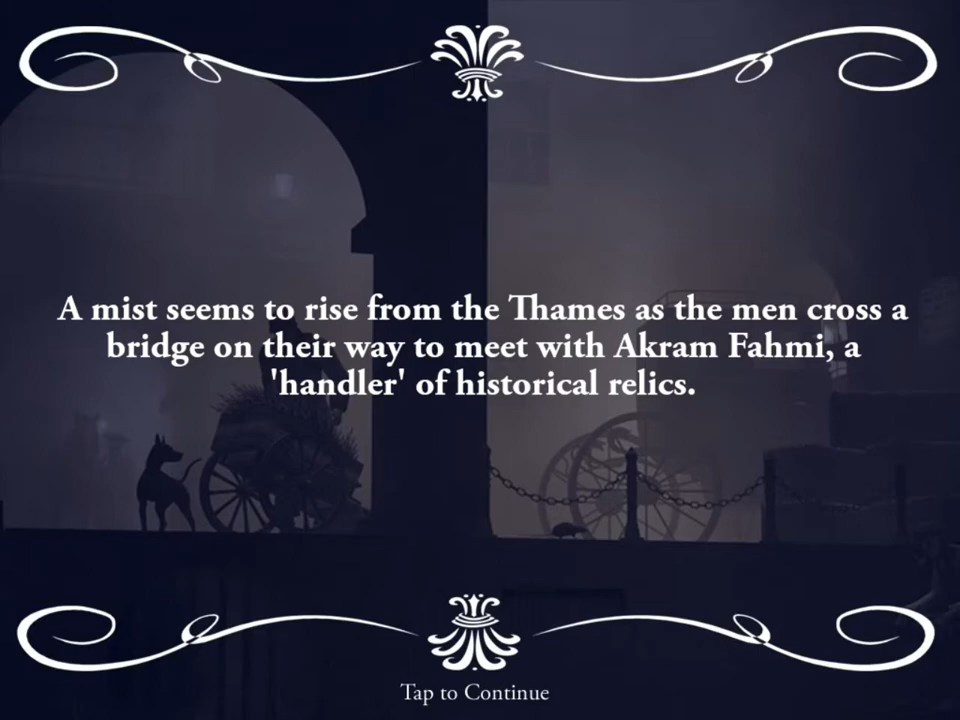 A mist seems to rise from the Thames as the men cross a
bridge on their way to meet with Akram Fahmi, a
'handler' of historical relics.
Tap to Continue